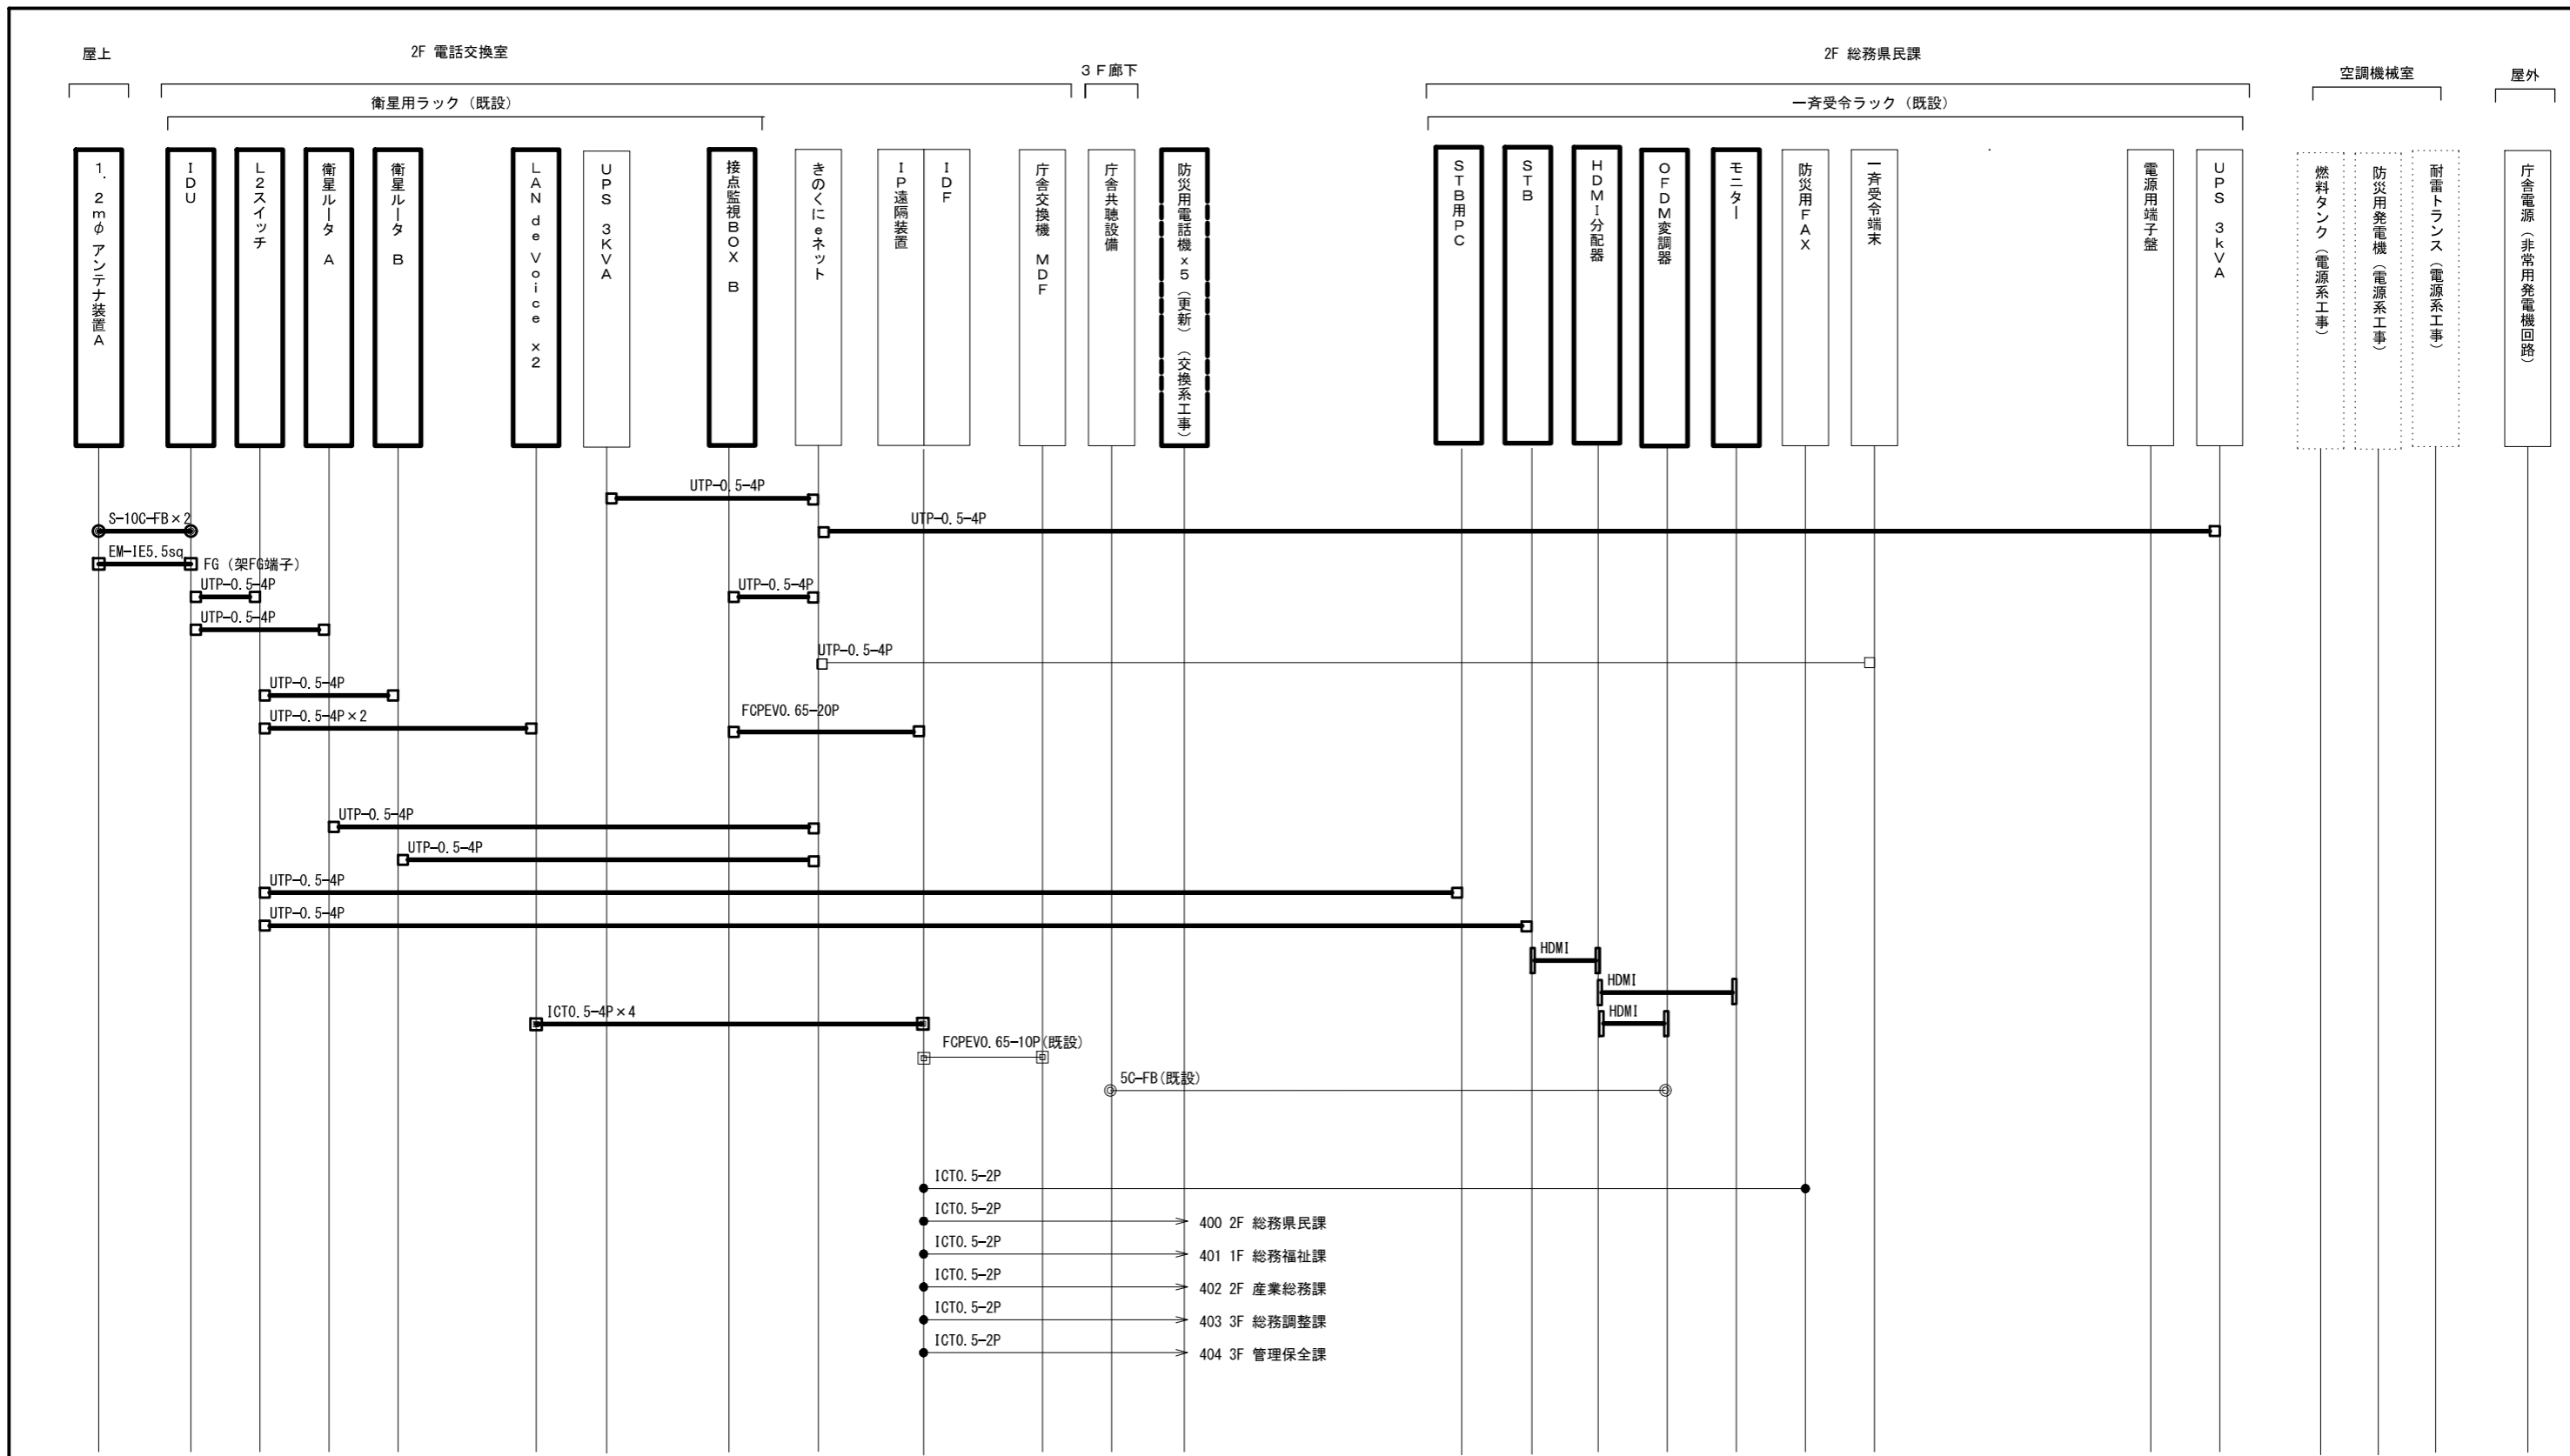 屋上
2F 電話交換室
3F廊下
2F 総務県民課
空調機械室
屋外
衛星用ラック（既設）
一斉受令ラック（既設）
1.2mφ アンテナ装置A
IDU
L2スイッチ
衛星ルータ A
衛星ルータ B
LAN de Voice ×2
UPS 3KVA
接点監視BOX B
きのくにeネット
IP遠隔装置
IDF
庁舎交換機 MDF
庁舎共聴設備
防災用電話機x5（更新）（交換系工事）
STB用PC
STB
HDMI分配器
OFDM変調器
モニター
防災用FAX
一斉受令端末
電源用端子盤
UPS 3kVA
燃料タンク（電源系工事）
防災用発電機（電源系工事）
耐雷トランス（電源系工事）
庁舎電源（非常用発電機回路）
UTP-0.5-4P
S-10C-FB×2
UTP-0.5-4P
EM-IE5.5sq
FG（架FG端子）
UTP-0.5-4P
UTP-0.5-4P
UTP-0.5-4P
UTP-0.5-4P
UTP-0.5-4P
UTP-0.5-4P×2
FCPEV0.65-20P
UTP-0.5-4P
UTP-0.5-4P
UTP-0.5-4P
UTP-0.5-4P
HDMI
HDMI
ICT0.5-4P×4
HDMI
FCPEV0.65-10P(既設)
5C-FB(既設)
ICT0.5-2P
ICT0.5-2P
400 2F 総務県民課
ICT0.5-2P
401 1F 総務福祉課
ICT0.5-2P
402 2F 産業総務課
ICT0.5-2P
403 3F 総務調整課
ICT0.5-2P
404 3F 管理保全課